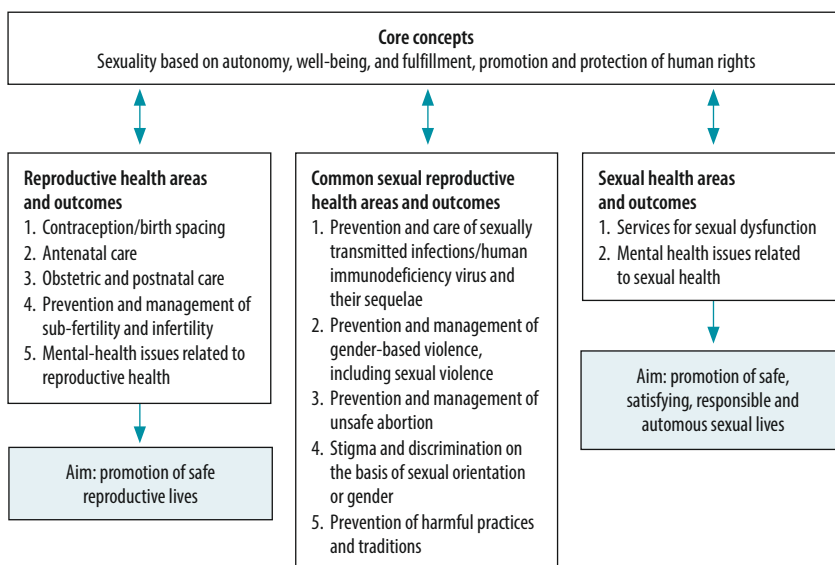 Core concepts
Sexuality based on autonomy, well-being, and fulfillment, promotion and protection of human rights
Reproductive health areas
and outcomes
1. Contraception/birth spacing
2. Antenatal care
3. Obstetric and postnatal care
4. Prevention and management of
sub-fertility and infertility
5. Mental-health issues related to
reproductive health
Aim: promotion of safe
reproductive lives
Common sexual reproductive
health areas and outcomes
1. Prevention and care of sexually
transmitted infections/human
immunodeficiency virus and
their sequelae
2. Prevention and management of
gender-based violence,
including sexual violence
3. Prevention and management of
unsafe abortion
4. Stigma and discrimination on
the basis of sexual orientation
or gender
5. Prevention of harmful practices
and traditions
Sexual health areas
and outcomes
1. Services for sexual dysfunction
2. Mental health issues related
to sexual health
Aim: promotion of safe,
satisfying, responsible and
automous sexual lives